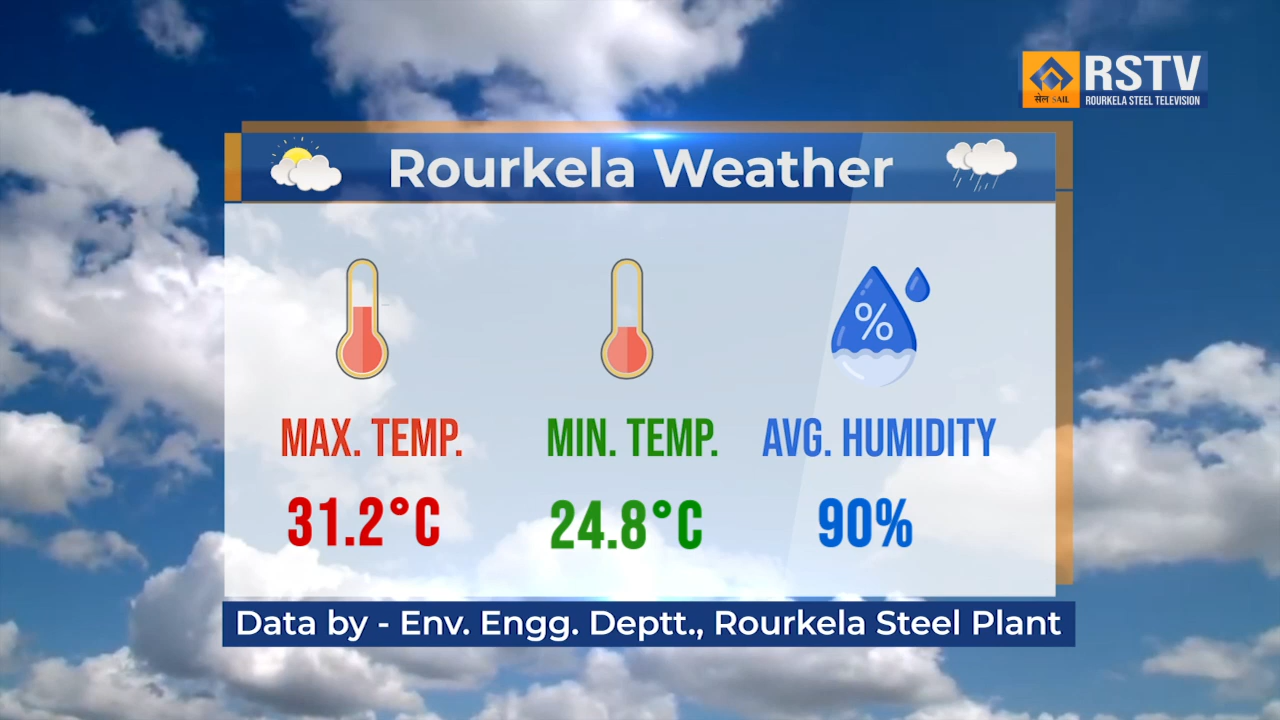 RSTV
सेल SAIL
ROURKELA STEEL TELEVISION
Rourkela Weather
%
MAX. TEMP.
MIN. TEMP.
AVG. HUMIDITY
31.2°C
24.8°C
90%
Data by - Env. Engg. Deptt., Rourkela Steel Plant